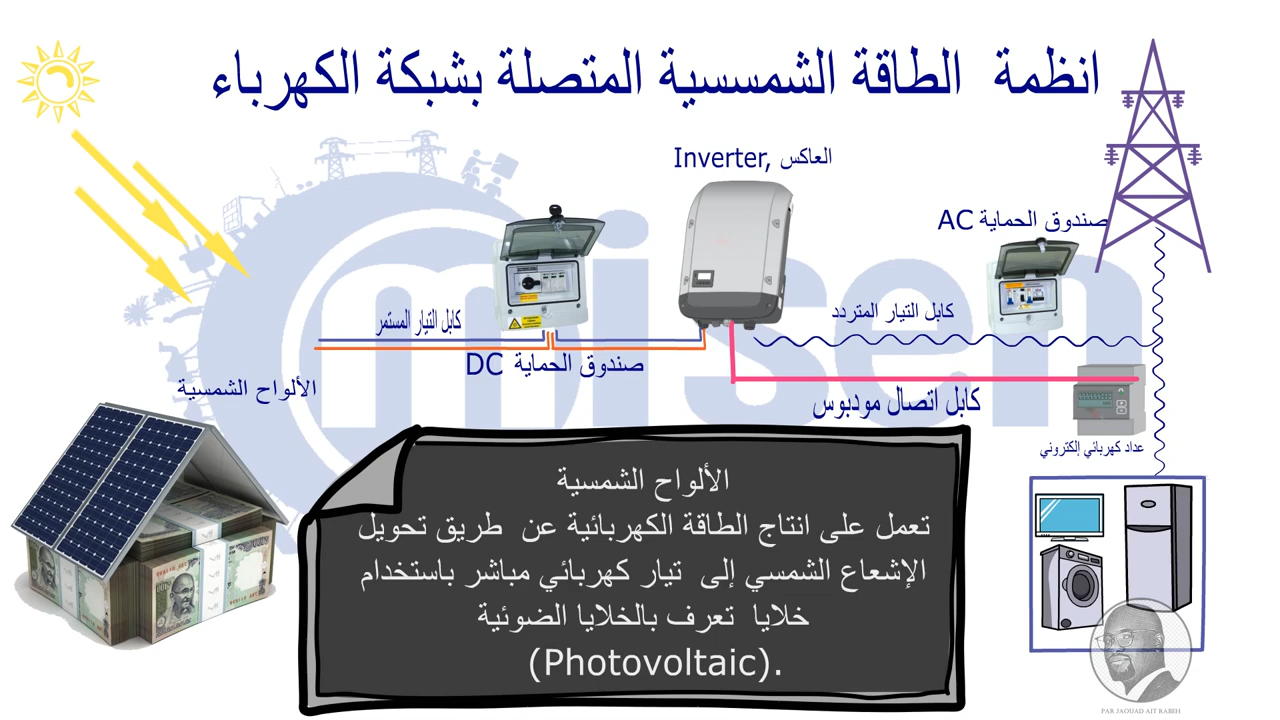 انظمة الطاقة الشمسسية المتصلة بشبكة الكهرباء
العاكس ,Inverter
صندوق الحماية AC
كابل التيار المتردد
كابل التيار المستمر
صندوق الحماية DC
الألواح الشمسية
كابل اتصال مودبوس
عداد كهربائي إلكتروني
misen
الألواح الشمسية
تعمل على انتاج الطاقة الكهربائية عن طريق تحويل
الإشعاع الشمسي إلى تيار كهربائي مباشر باستخدام
خلايا تعرف بالخلايا الضوئية
(Photovoltaic).
PAR JAOUAD AIT RABEH